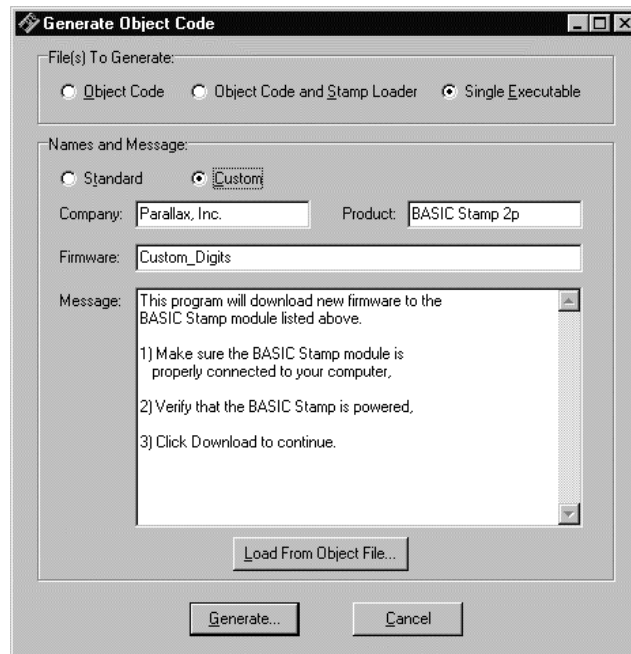 Generate Object Code
File(s) To Generate:
Object Code Object Code and Stamp Loader Single Executable
Names and Message:
Standard Custom
Company: Parallax, Inc. Product: BASIC Stamp 2p
Firmware: Custom_Digits
Message: This program will download new firmware to the
BASIC Stamp module listed above.
1) Make sure the BASIC Stamp module is
properly connected to your computer,
2) Verify that the BASIC Stamp is powered,
3) Click Download to continue.
Load From Object File...
Generate... Cancel